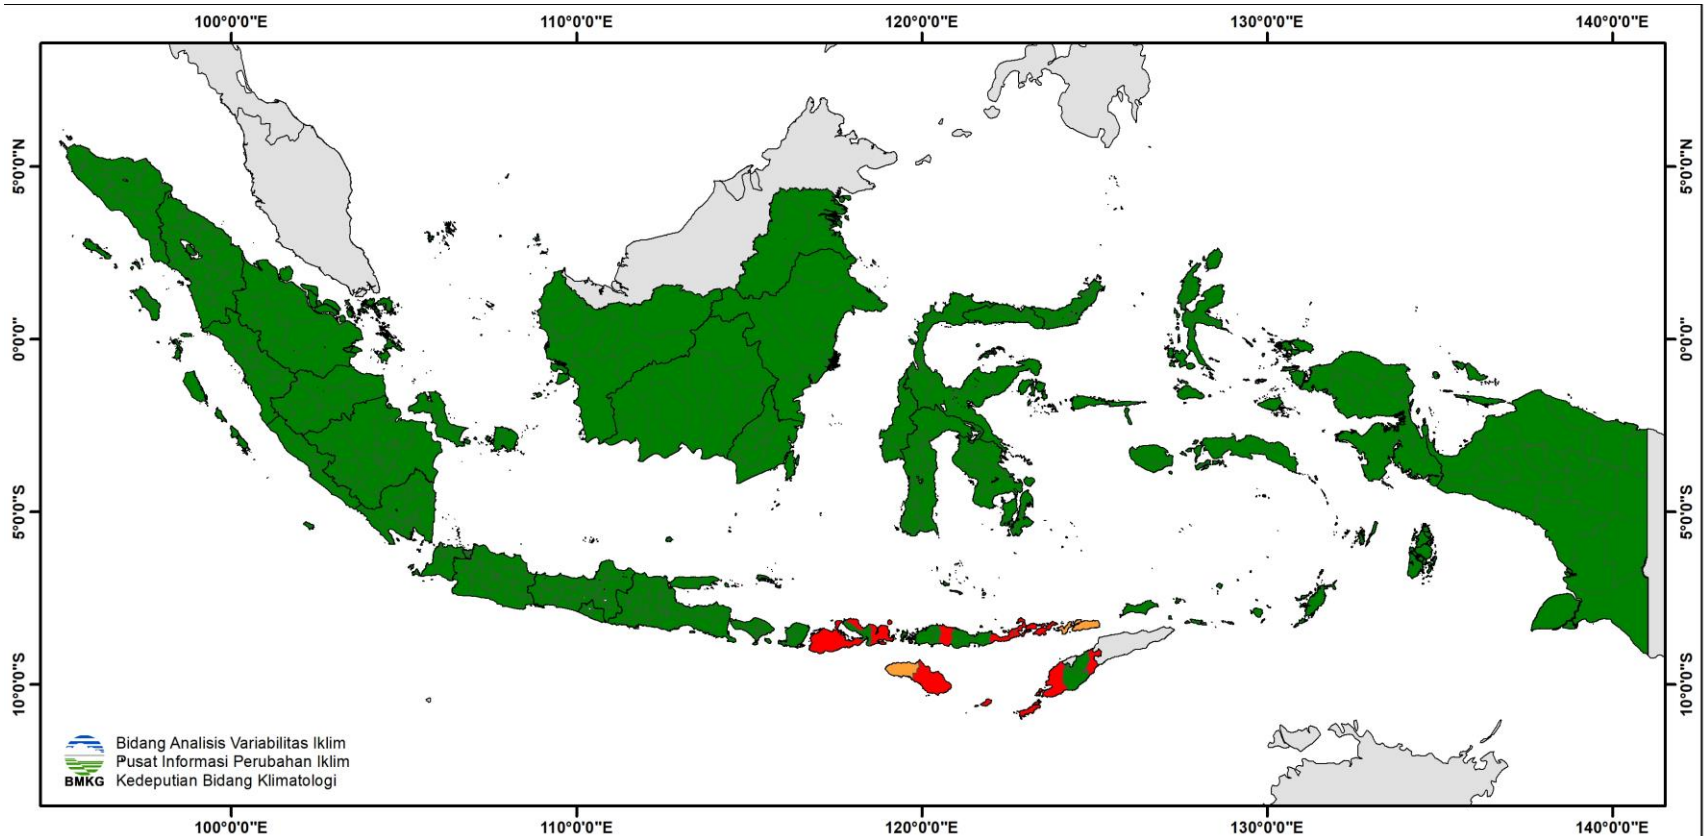 100°0'0"E 110°0'0"E 120°0'0"E 130°0'0"E 140°0'0"E
5°0'0"N 5°0'0"N
0°0'0" 0°0'0"
5°0'0"S 5°0'0"S
10°0'0"S 10°0'0"S
Bidang Analisis Variabilitas Iklim
Pusat Informasi Perubahan Iklim
BMKG Kedeputian Bidang Klimatologi
100°0'0"E 110°0'0"E 120°0'0"E 130°0'0"E 140°0'0"E